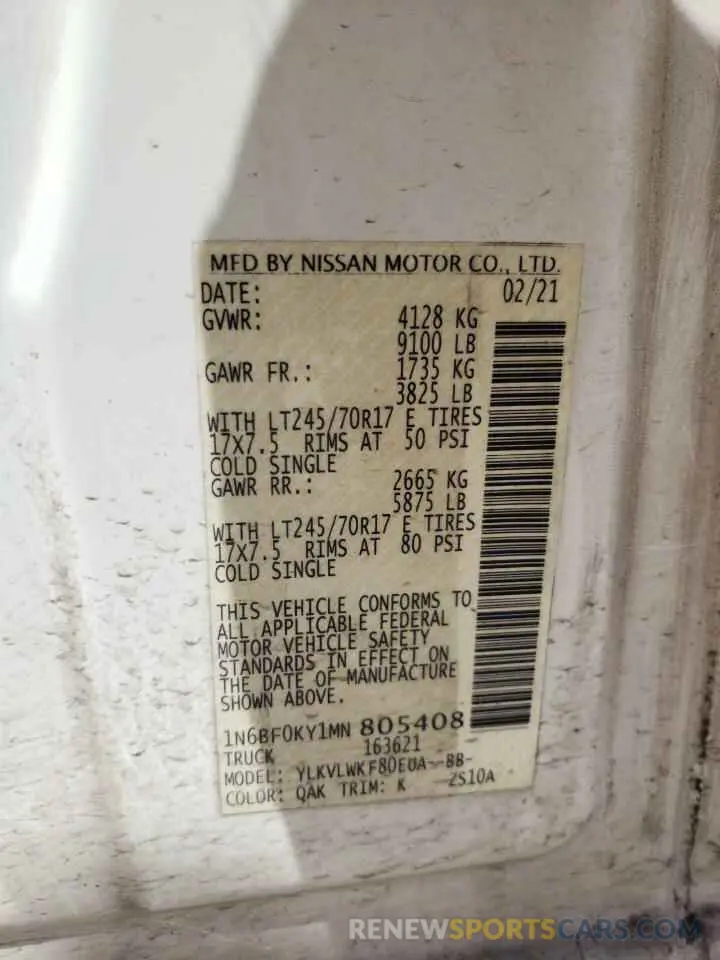 MFD BY NISSAN MOTOR CO., LTD.
DATE: 02/21
GVWR: 4128 KG
9100 LB
GAWR FR.: 1735 KG
3825 LB
WITH LT245/70R17 E TIRES
17X7.5 RIMS AT 50 PSI
COLD SINGLE
GAWR RR.: 2665 KG
5875 LB
WITH LT245/70R17 E TIRES
17X7.5 RIMS AT 80 PSI
COLD SINGLE
THIS VEHICLE CONFORMS TO
ALL APPLICABLE FEDERAL
MOTOR VEHICLE SAFETY
STANDARDS IN EFFECT ON
THE DATE OF MANUFACTURE
SHOWN ABOVE.
1N6BF0KY1MN 805408
TRUCK 163621
MODEL: YLKVLWKF80EUA--BB-
COLOR: QAK TRIM: K ZS10A
RENEWSPORTSCARS.COM